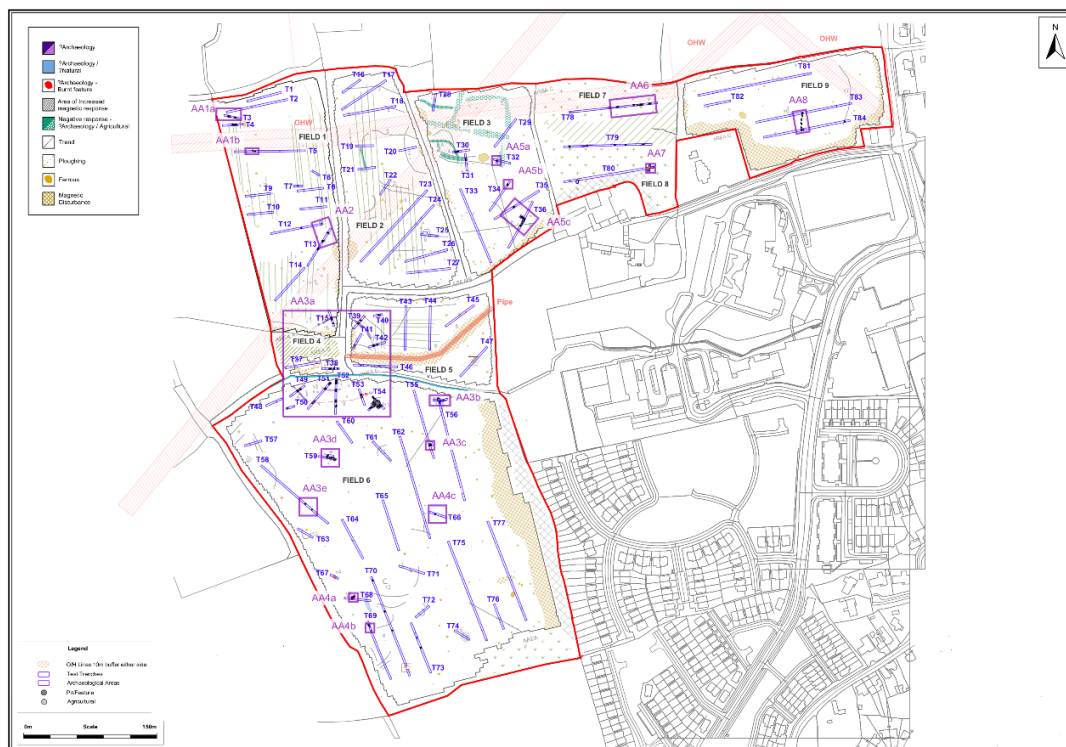 ?Archaeology
?Archaeology /
?Natural
?Archaeology -
Burnt feature
Area of Increased
magnetic response
Negative response -
?Archaeology / Agricultural
Trend
Ploughing
Ferrous
Magnetic
Disturbance
N
OHW
OHW
OHW
FIELD 1
FIELD 2
FIELD 3
FIELD 4
FIELD 5
FIELD 6
FIELD 7
FIELD 8
FIELD 9
AA1a
AA1b
AA2
AA3a
AA3b
AA3c
AA3d
AA3e
AA4a
AA4b
AA4c
AA5a
AA5b
AA5c
AA6
AA7
AA8
Pipe
T1
T2
T3
T4
T5
T6
T7
T8
T9
T10
T11
T12
T13
T14
T15
T16
T17
T18
T19
T20
T21
T22
T23
T24
T25
T26
T27
T28
T29
T30
T31
T32
T33
T34
T35
T36
T37
T38
T39
T40
T41
T42
T43
T44
T45
T46
T47
T48
T49
T50
T51
T52
T53
T54
T55
T56
T57
T58
T59
T60
T61
T62
T63
T64
T65
T66
T67
T68
T69
T70
T71
T72
T73
T74
T75
T76
T77
T78
T79
T80
T81
T82
T83
T84
Legend
O/H Lines 10m buffer either side
Test Trenches
Archaeological Areas
Pit/Feature
Agricultural
0m Scale 150m